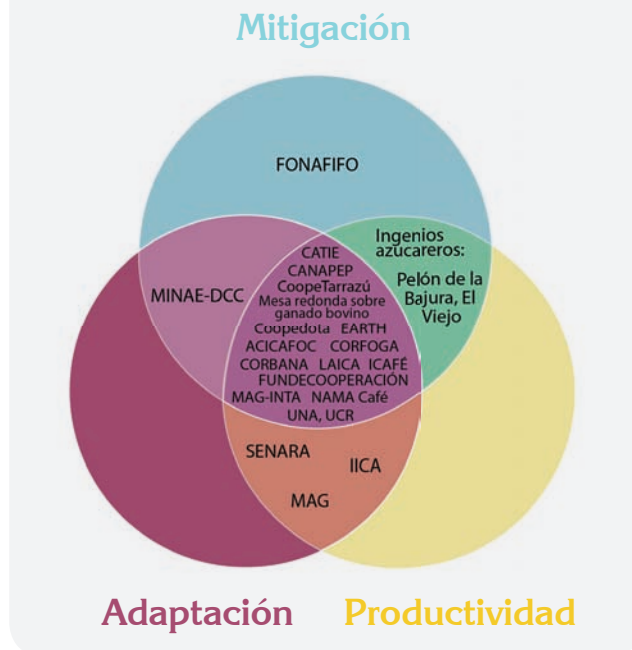 Mitigación
FONAFIFO
Ingenios
azucareros:
Pelón de la
Bajura, El
Viejo
MINAE-DCC
CATIE
CANAPEP
CoopeTarrazú
Mesa redonda sobre
ganado bovino
Coopedota EARTH
ACICAFOC CORFOGA
CORBANA LAICA ICAFÉ
FUNDECOOPERACIÓN
MAG-INTA NAMA Café
UNA, UCR
SENARA
IICA
MAG
Adaptación Productividad